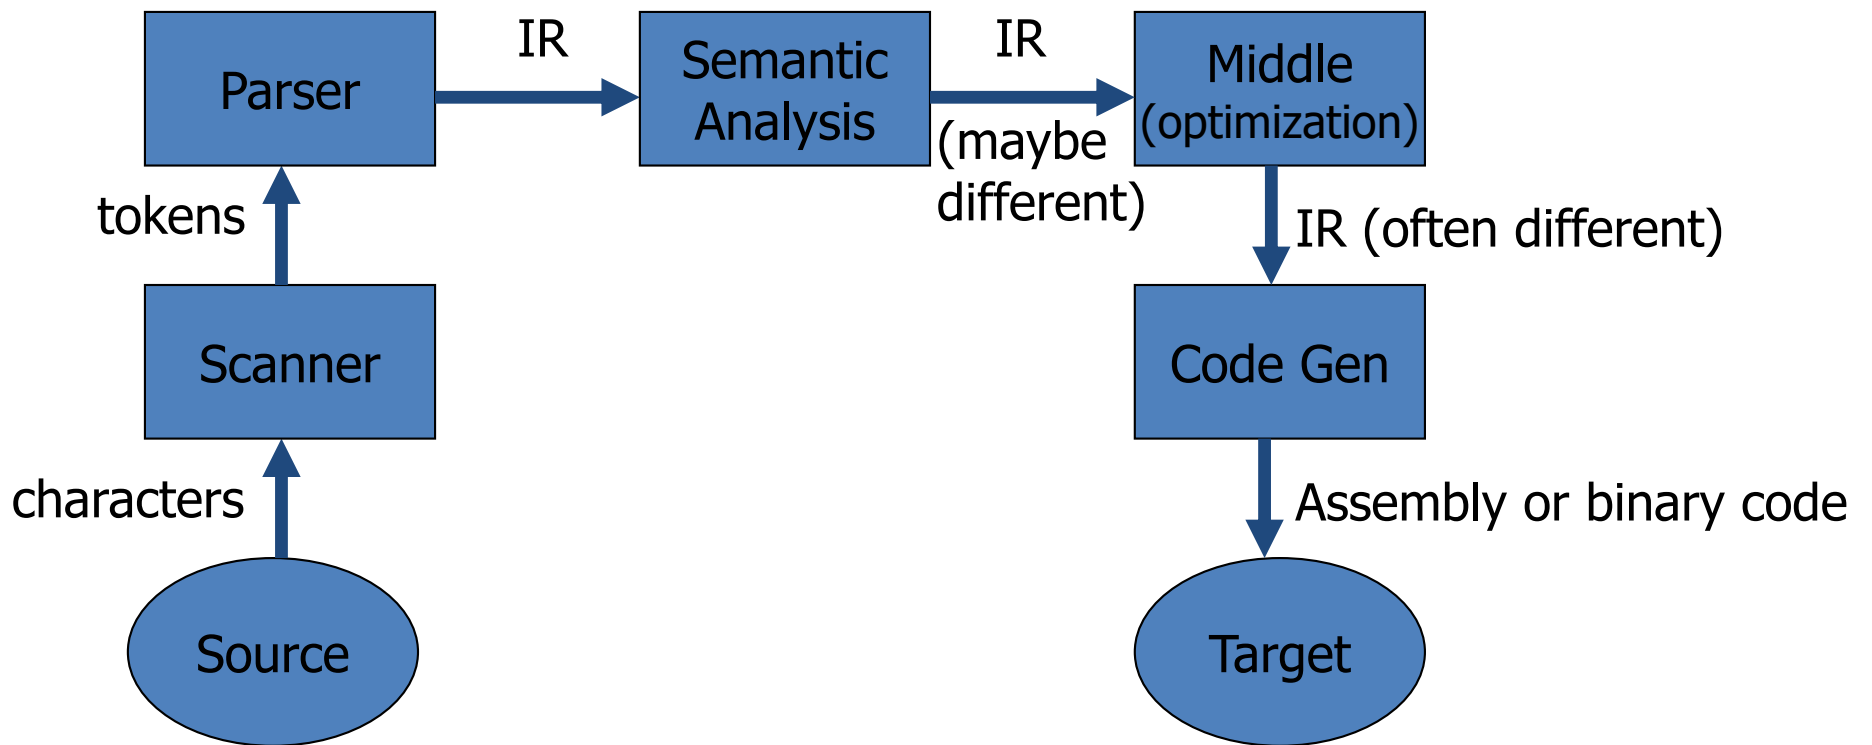 Parser
IR
Semantic
Analysis
IR
(maybe
different)
Middle
(optimization)
tokens
IR (often different)
Scanner
Code Gen
characters
Assembly or binary code
Source
Target